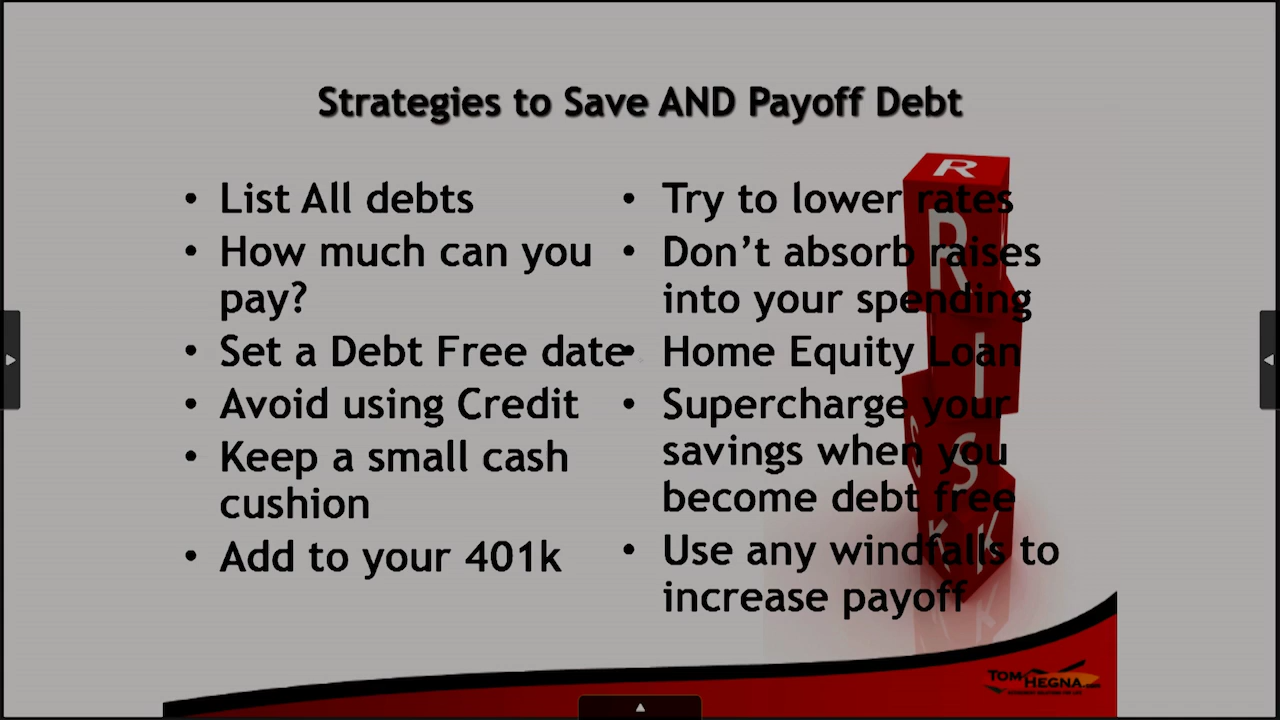 Strategies to Save AND Payoff Debt
• List All debts
• How much can you
pay?
• Set a Debt Free date
• Avoid using Credit
• Keep a small cash
cushion
• Add to your 401k
• Try to lower rates
• Don't absorb raises
into your spending
• Home Equity Loan
• Supercharge your
savings when you
become debt free
• Use any windfalls to
increase payoff
R
R
I
S
S
K
K
TOM
HEGNA